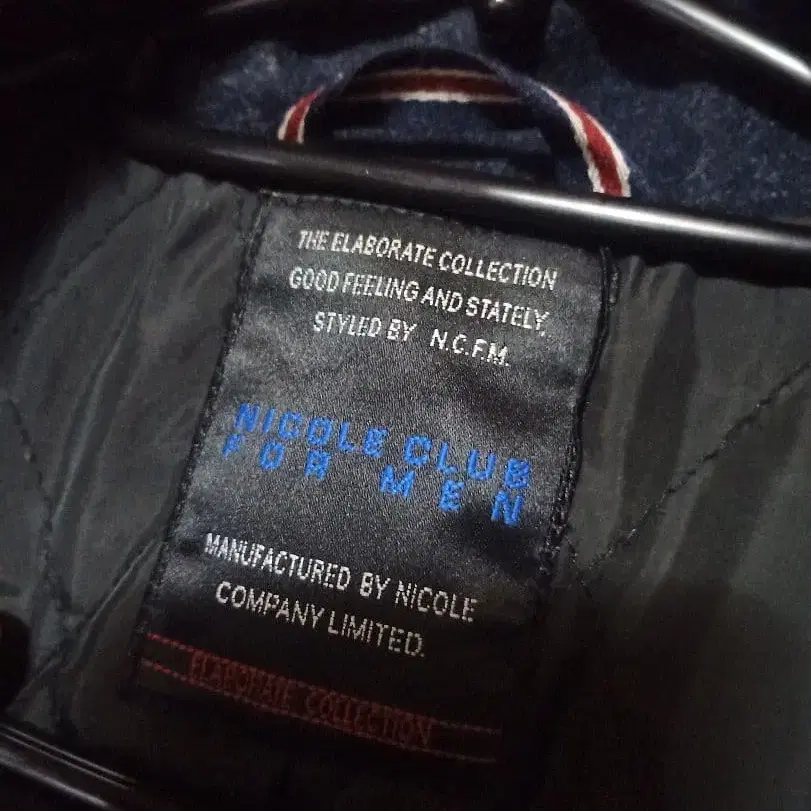 THE ELABORATE COLLECTION
GOOD FEELING AND STATELY,
STYLED BY N.C.F.M.
NICOLE CLUB
FOR MEN
MANUFACTURED BY NICOLE
COMPANY LIMITED.
ELABORATE COLLECTION